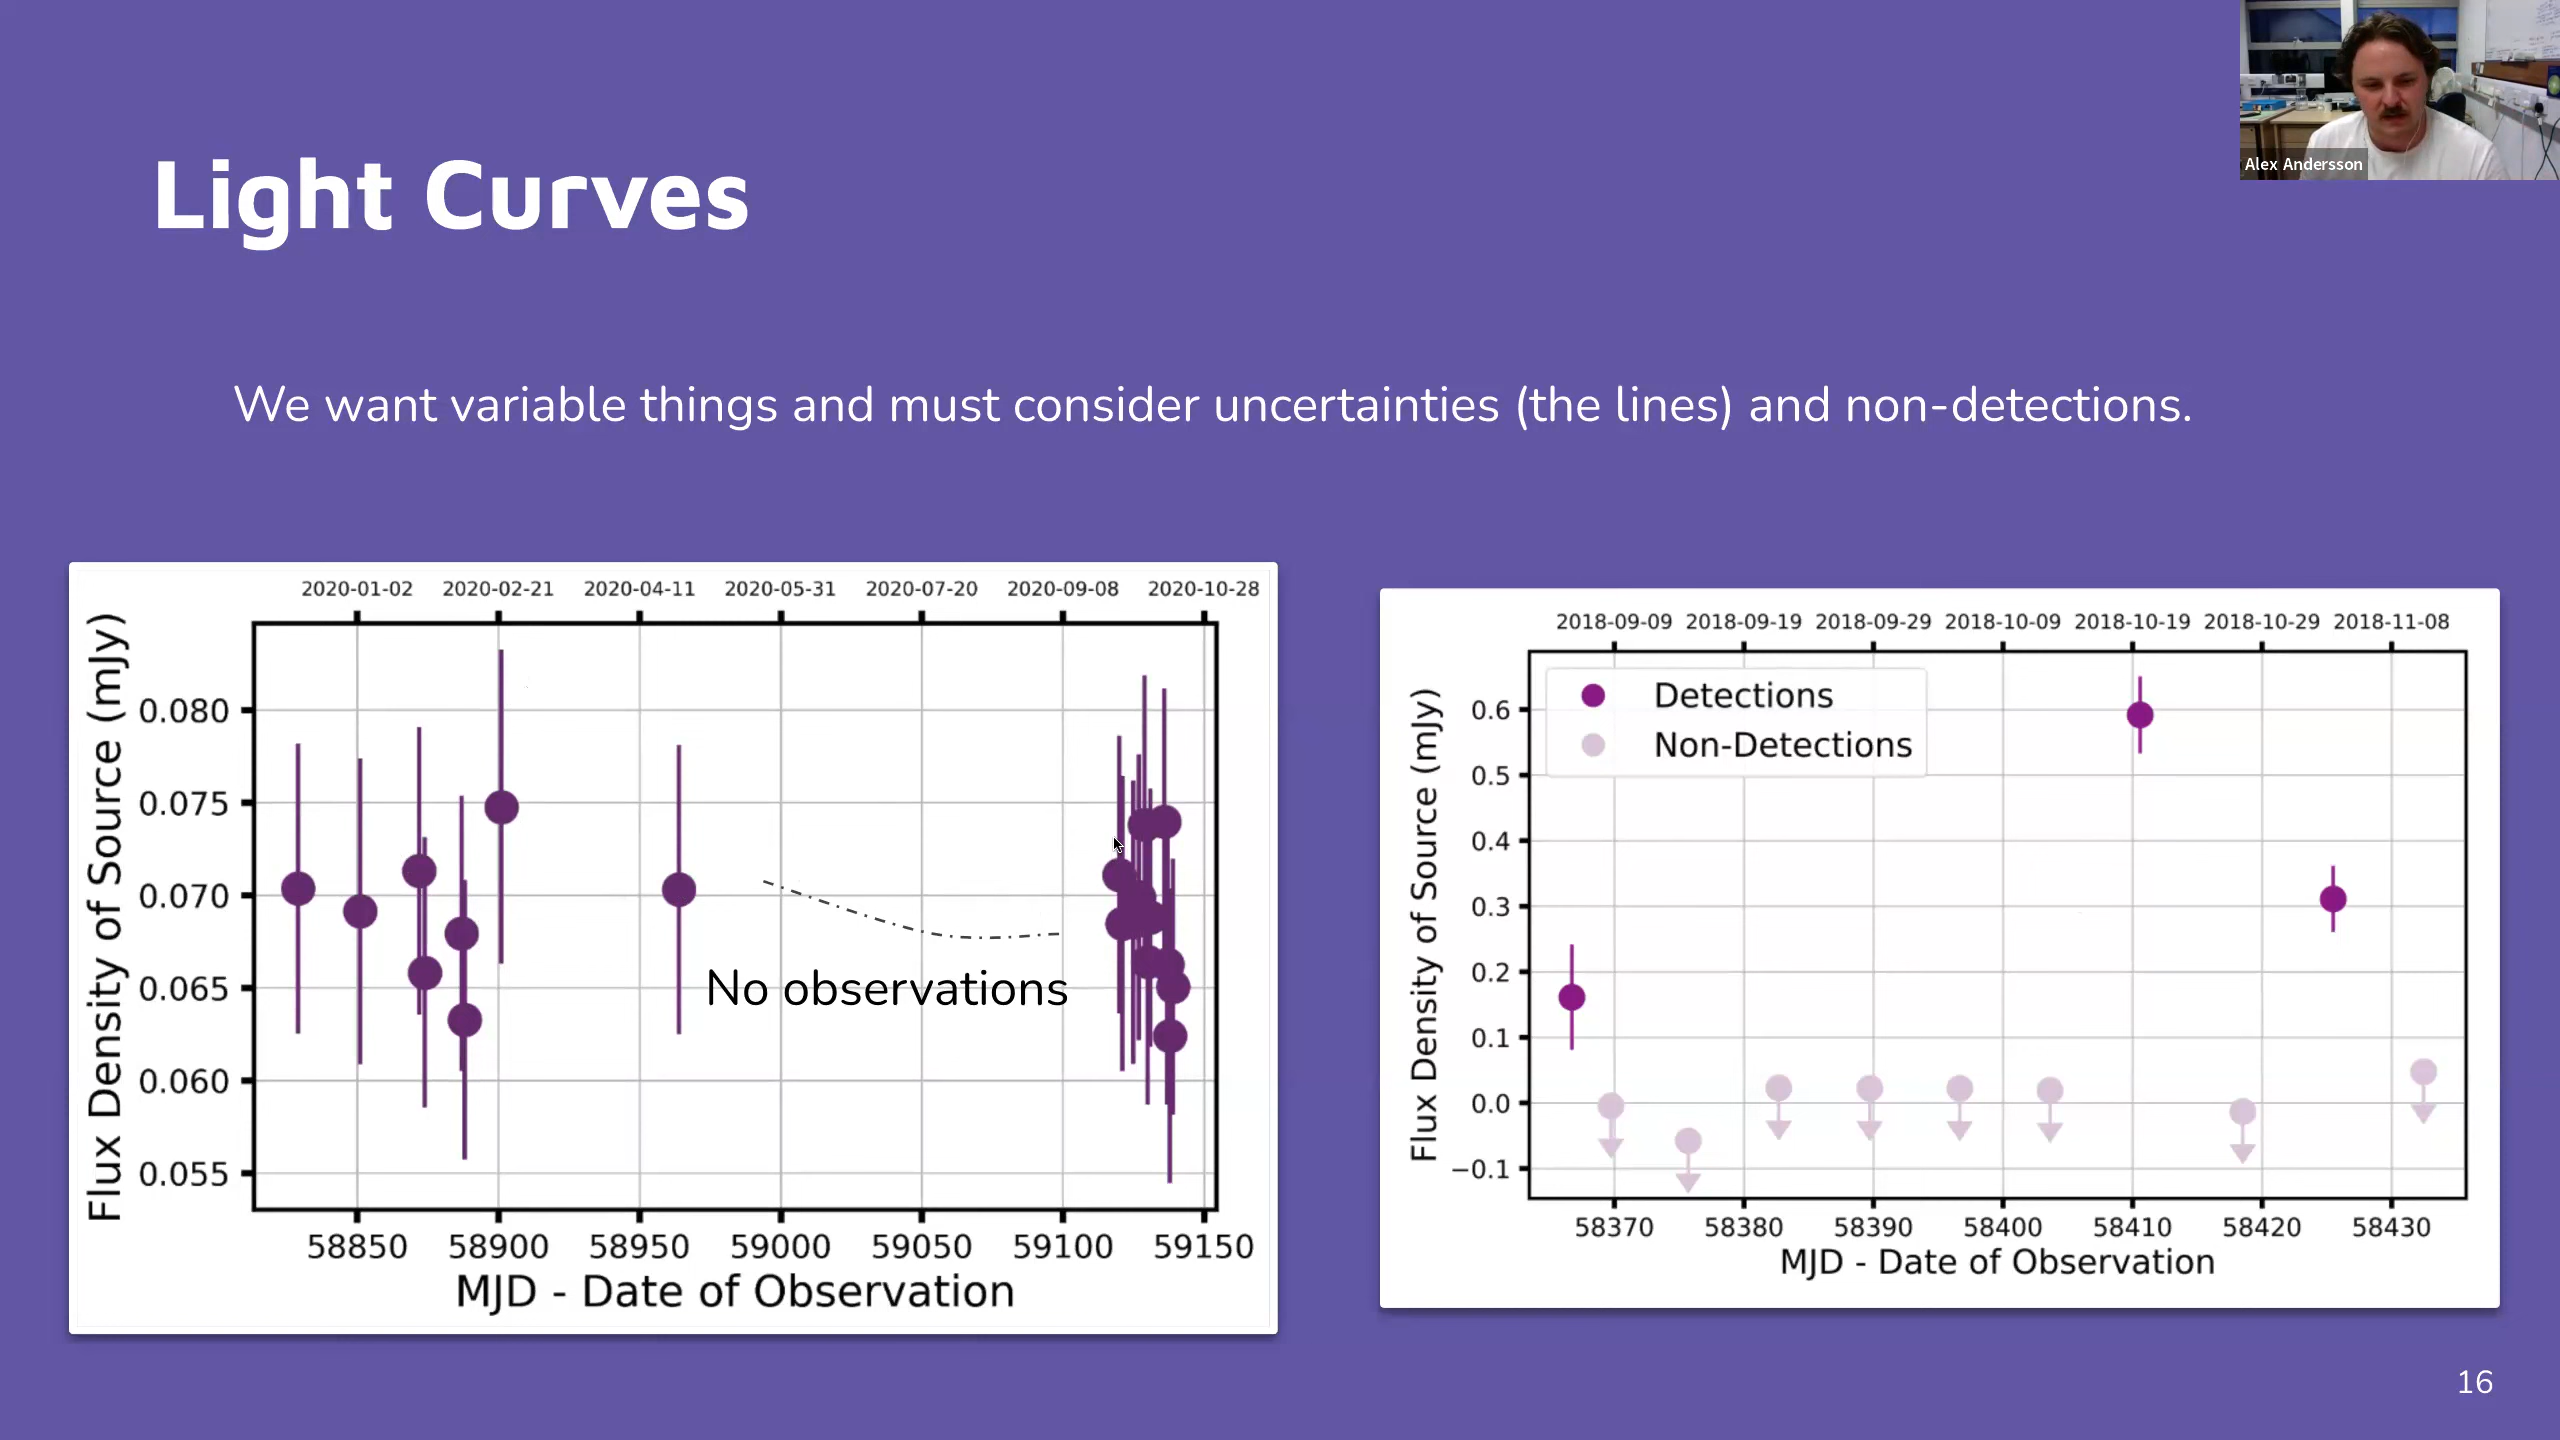 Alex Andersson
Light Curves
We want variable things and must consider uncertainties (the lines) and non-detections.
2020-01-02 2020-02-21 2020-04-11 2020-05-31 2020-07-20 2020-09-08 2020-10-28
Flux Density of Source (mJy)
0.080
0.075
0.070
0.065
0.060
0.055
No observations
58850 58900 58950 59000 59050 59100 59150
MJD - Date of Observation
2018-09-09 2018-09-19 2018-09-29 2018-10-09 2018-10-19 2018-10-29 2018-11-08
Flux Density of Source (mJy)
0.6
0.5
0.4
0.3
0.2
0.1
0.0
−0.1
Detections
Non-Detections
58370 58380 58390 58400 58410 58420 58430
MJD - Date of Observation
16